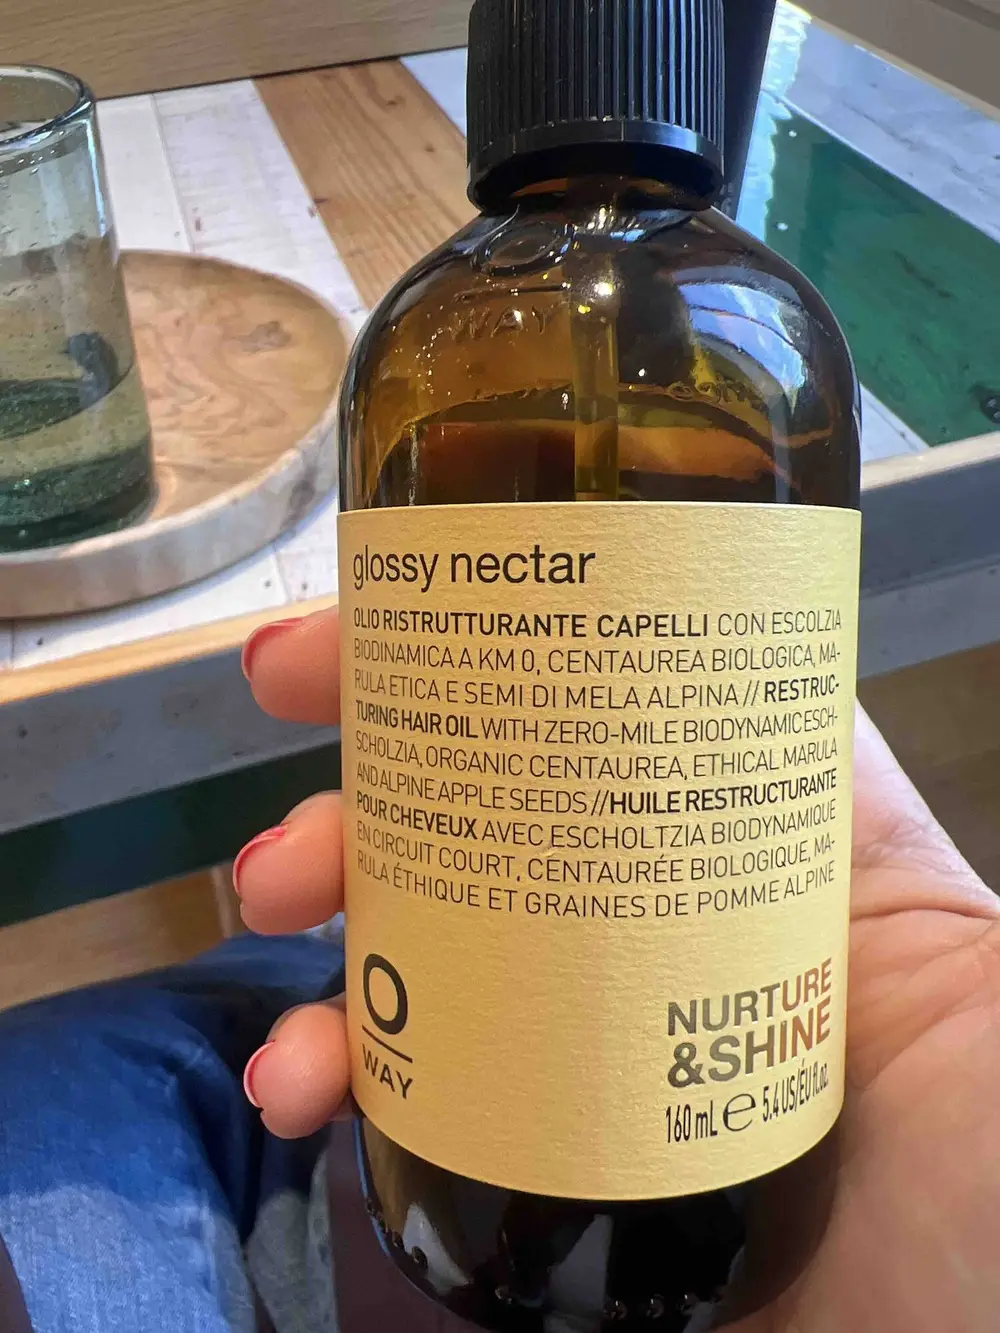 O
WAY
glossy nectar
OLIO RISTRUTTURANTE CAPELLI CON ESCOLZIA
BIODINAMICA A KM 0, CENTAUREA BIOLOGICA, MA-
RULA ETICA E SEMI DI MELA ALPINA // RESTRUC-
TURING HAIR OIL WITH ZERO-MILE BIODYNAMIC ESCH-
SCHOLZIA, ORGANIC CENTAUREA, ETHICAL MARULA
AND ALPINE APPLE SEEDS //HUILE RESTRUCTURANTE
POUR CHEVEUX AVEC ESCHOLTZIA BIODYNAMIQUE
EN CIRCUIT COURT, CENTAURÉE BIOLOGIQUE, MA-
RULA ÉTHIQUE ET GRAINES DE POMME ALPINE
O
WAY
NURTURE
&SHINE
160 mL e 5.4 US/ÉU fl.oz.